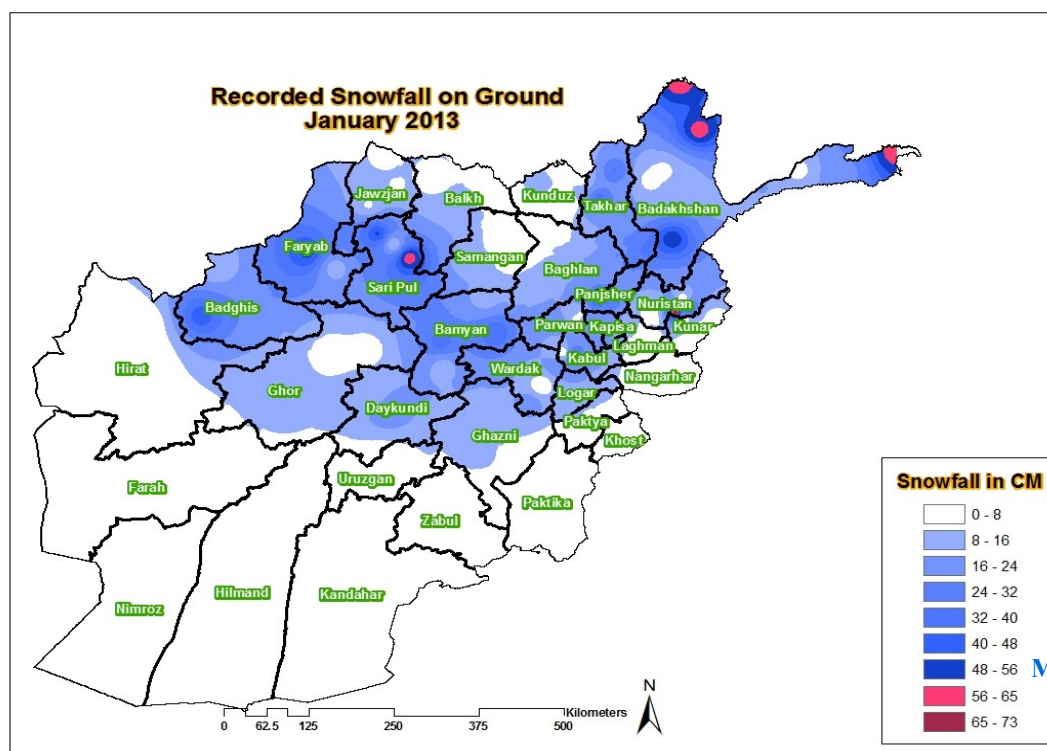 Recorded Snowfall on Ground
January 2013
Jawzjan
Balkh
Kunduz
Takhar
Badakhshan
Faryab
Samangan
Baghlan
Sari Pul
Badghis
Panjsher
Nuristan
Bamyan
Parwan
Kapisa
Kunar
Laghman
Hirat
Wardak
Kabul
Nangarhar
Ghor
Logar
Daykundi
Paktya
Ghazni
Khost
Farah
Uruzgan
Paktika
Zabul
Nimroz
Hilmand
Kandahar
Snowfall in CM
0 - 8
8 - 16
16 - 24
24 - 32
32 - 40
40 - 48
48 - 56
M
56 - 65
65 - 73
N
Kilometers
0 62.5 125 250 375 500